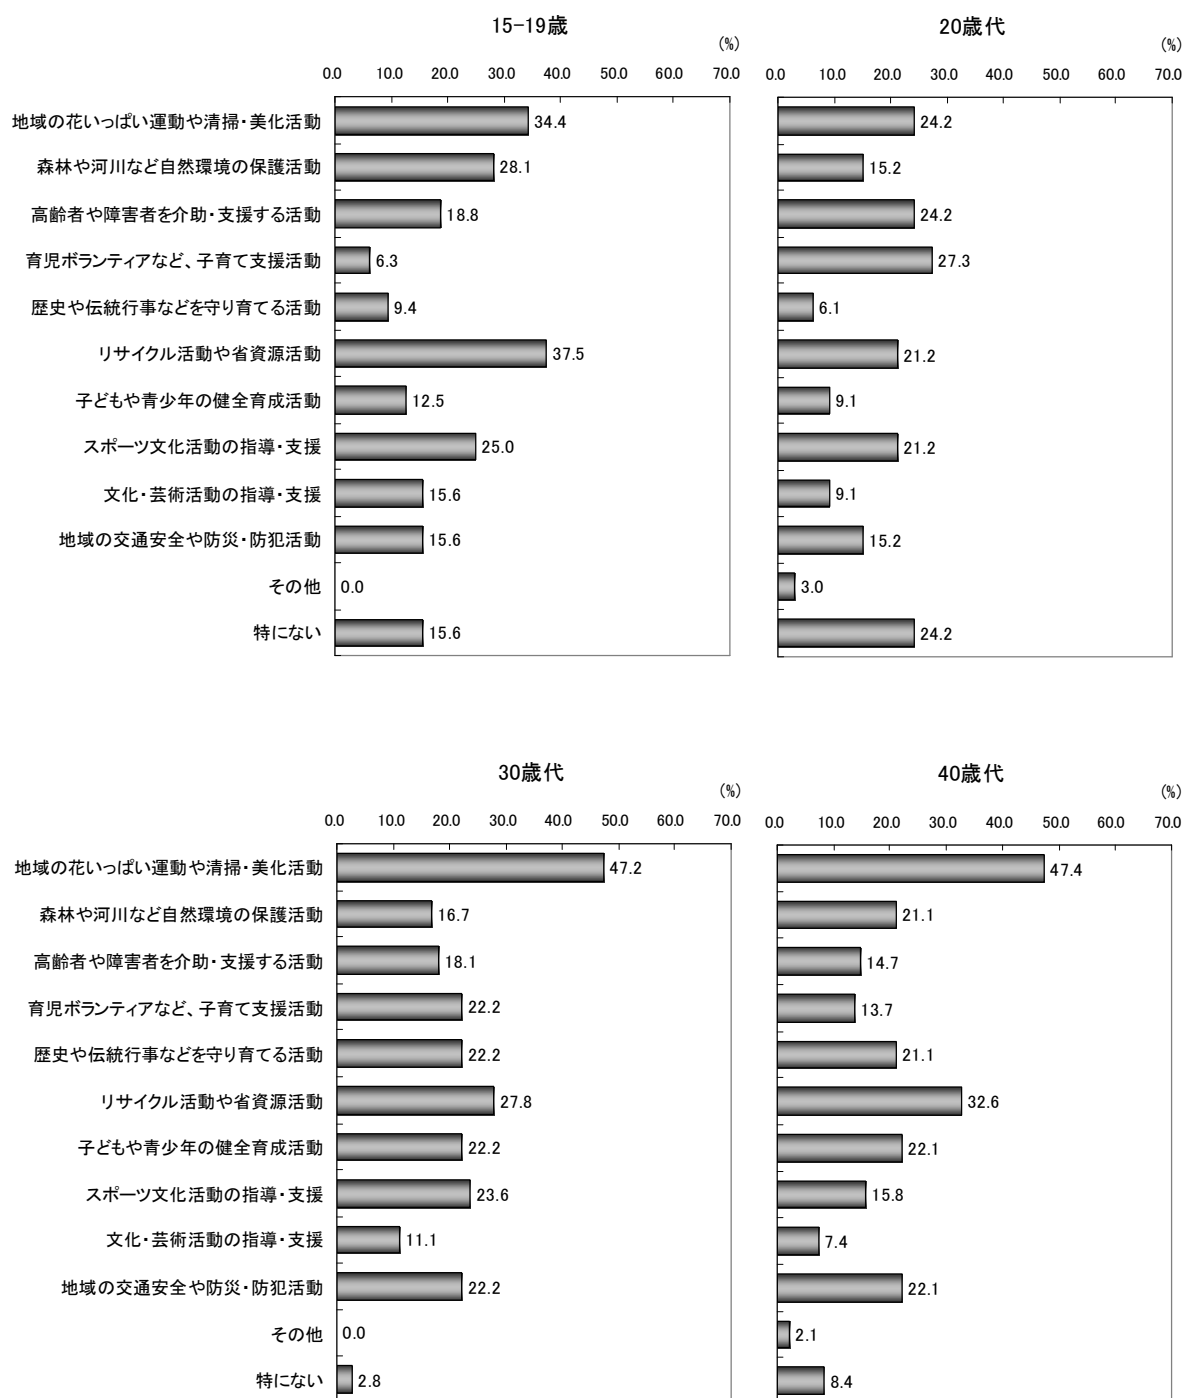 15-19歳
(%)
0.0 10.0 20.0 30.0 40.0 50.0 60.0 70.0
地域の花いっぱい運動や清掃・美化活動 34.4
森林や河川など自然環境の保護活動 28.1
高齢者や障害者を介助・支援する活動 18.8
育児ボランティアなど、子育て支援活動 6.3
歴史や伝統行事などを守り育てる活動 9.4
リサイクル活動や省資源活動 37.5
子どもや青少年の健全育成活動 12.5
スポーツ文化活動の指導・支援 25.0
文化・芸術活動の指導・支援 15.6
地域の交通安全や防災・防犯活動 15.6
その他 0.0
特にない 15.6
20歳代
(%)
0.0 10.0 20.0 30.0 40.0 50.0 60.0 70.0
24.2
15.2
24.2
27.3
6.1
21.2
9.1
21.2
9.1
15.2
3.0
24.2
30歳代
(%)
0.0 10.0 20.0 30.0 40.0 50.0 60.0 70.0
地域の花いっぱい運動や清掃・美化活動 47.2
森林や河川など自然環境の保護活動 16.7
高齢者や障害者を介助・支援する活動 18.1
育児ボランティアなど、子育て支援活動 22.2
歴史や伝統行事などを守り育てる活動 22.2
リサイクル活動や省資源活動 27.8
子どもや青少年の健全育成活動 22.2
スポーツ文化活動の指導・支援 23.6
文化・芸術活動の指導・支援 11.1
地域の交通安全や防災・防犯活動 22.2
その他 0.0
特にない 2.8
40歳代
(%)
0.0 10.0 20.0 30.0 40.0 50.0 60.0 70.0
47.4
21.1
14.7
13.7
21.1
32.6
22.1
15.8
7.4
22.1
2.1
8.4